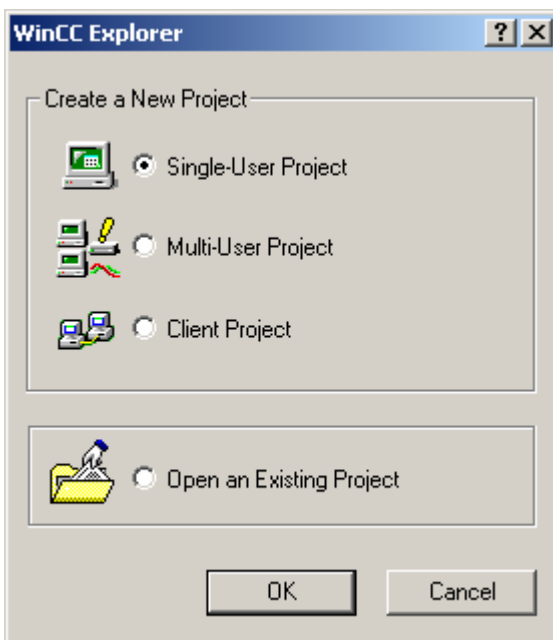 WinCC Explorer
Create a New Project
Single-User Project
Multi-User Project
Client Project
Open an Existing Project
OK Cancel